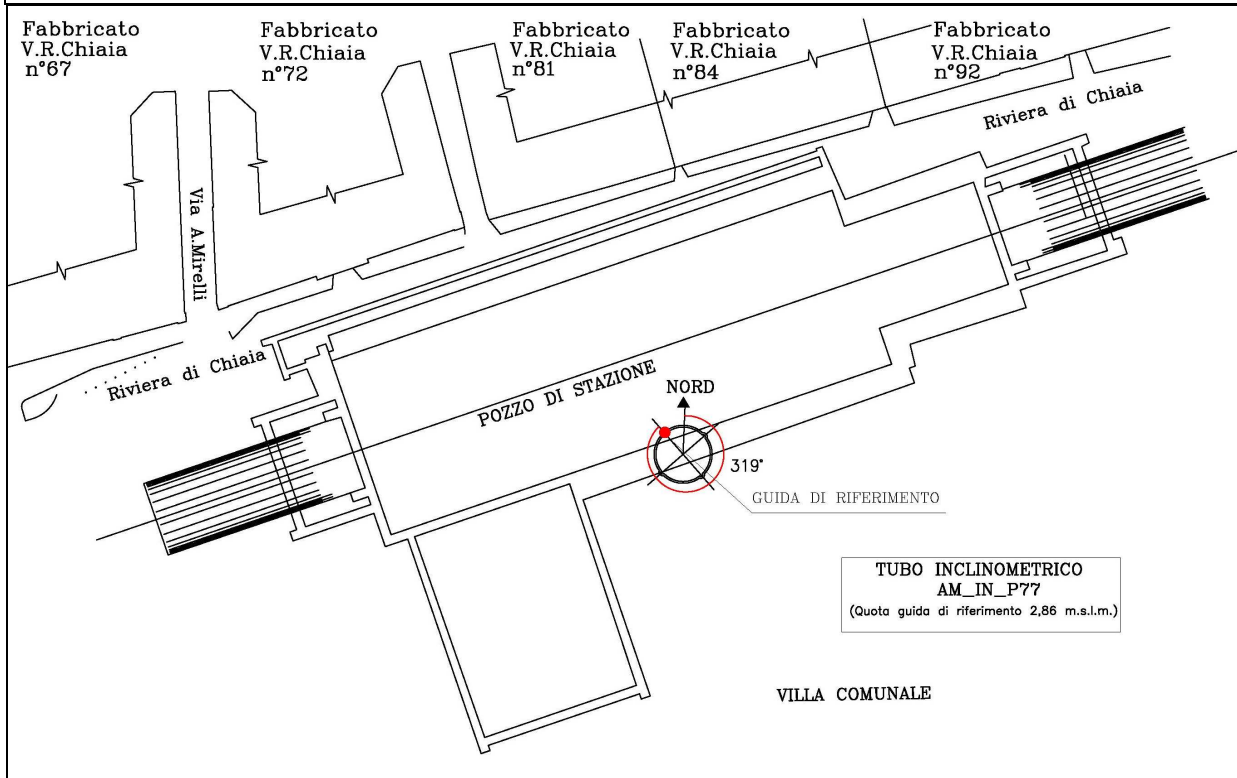 Fabbricato
V.R.Chiaia
n°67
Fabbricato
V.R.Chiaia
n°72
Fabbricato
V.R.Chiaia
n°81
Fabbricato
V.R.Chiaia
n°84
Fabbricato
V.R.Chiaia
n°92
Riviera di Chiaia
Via A.Mirelli
Riviera di Chiaia
POZZO DI STAZIONE
NORD
319°
GUIDA DI RIFERIMENTO
TUBO INCLINOMETRICO
AM_IN_P77
(Quota guida di riferimento 2,86 m.s.l.m.)
VILLA COMUNALE